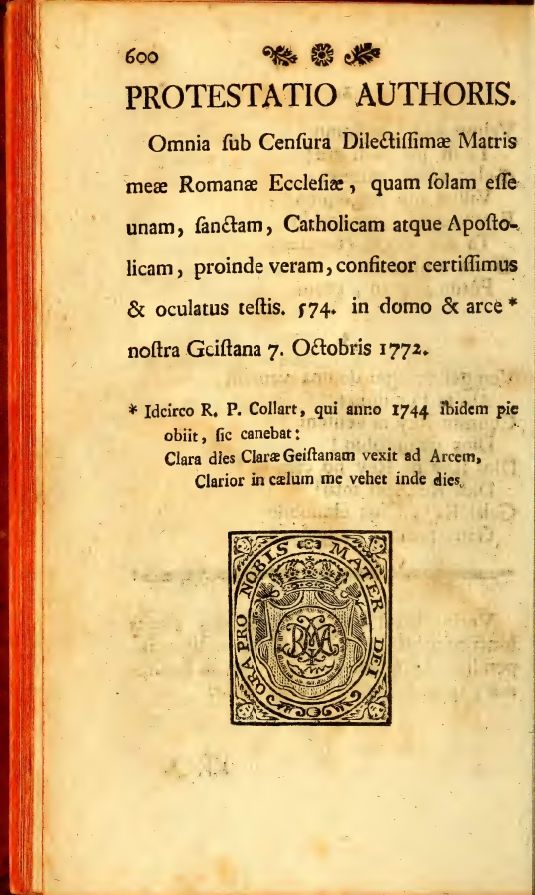 600
PROTESTATIO AUTHORIS.
Omnia ſub Cenſura Dilectiſſimæ Matris
meæ Romanæ Eccleſiæ, quam ſolam eſſe
unam, ſanctam, Catholicam atque Apoſto-
licam, proinde veram, confiteor certiſſimus
& oculatus teſtis. ſ74. in domo & arce *
noſtra Geiſtana 7. Octobris 1772.
* Idcirco R. P. Collart, qui anno 1744 ibidem pie
obiit, ſic canebat:
Clara dies Claræ Geiſtanam vexit ad Arcem,
Clarior in cælum me vehet inde dies.
ORA PRO NOBIS MATER DEI